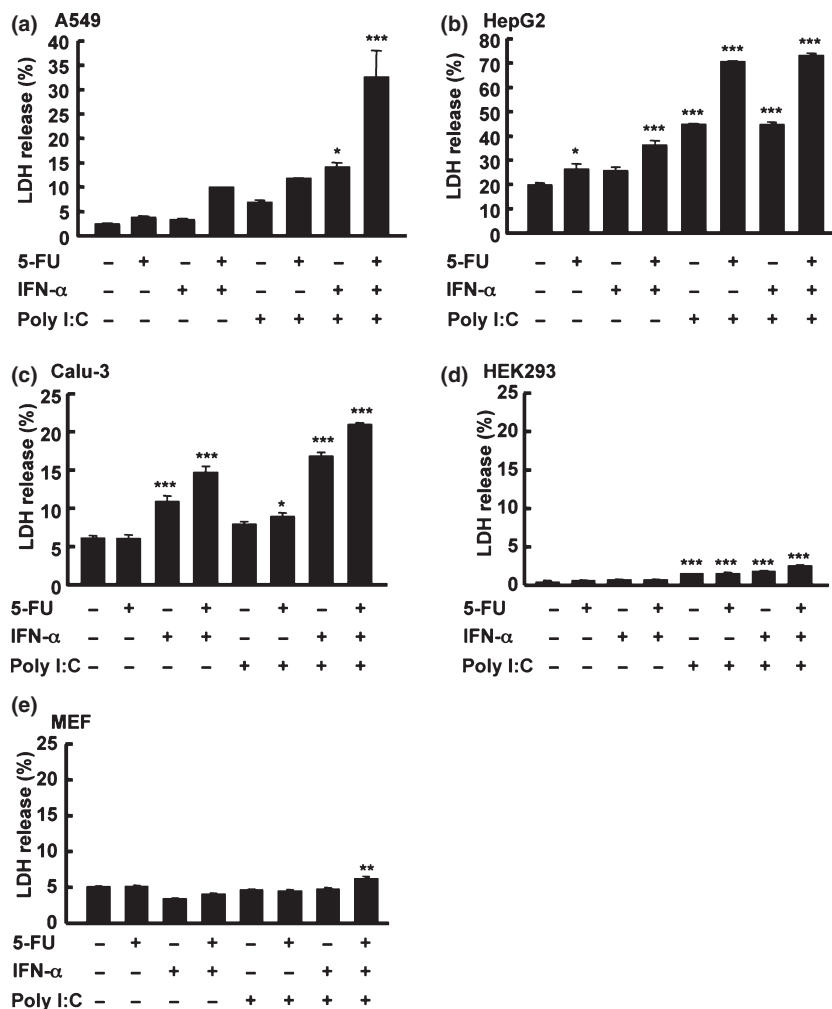 (a) A549
LDH release (%)
40
35
30
25
20
15
10
5
0
* ***
5-FU – + – + – + – +
IFN-α – – + + – – + +
Poly I:C – – – – + + + +
(b) HepG2
LDH release (%)
80
70
60
50
40
30
20
10
0
* *** *** *** *** ***
5-FU – + – + – + – +
IFN-α – – + + – – + +
Poly I:C – – – – + + + +
(c) Calu-3
LDH release (%)
25
20
15
10
5
0
*** *** * *** ***
5-FU – + – + – + – +
IFN-α – – + + – – + +
Poly I:C – – – – + + + +
(d) HEK293
LDH release (%)
25
20
15
10
5
0
*** *** *** ***
5-FU – + – + – + – +
IFN-α – – + + – – + +
Poly I:C – – – – + + + +
(e) MEF
LDH release (%)
25
20
15
10
5
0
**
5-FU – + – + – + – +
IFN-α – – + + – – + +
Poly I:C – – – – + + + +